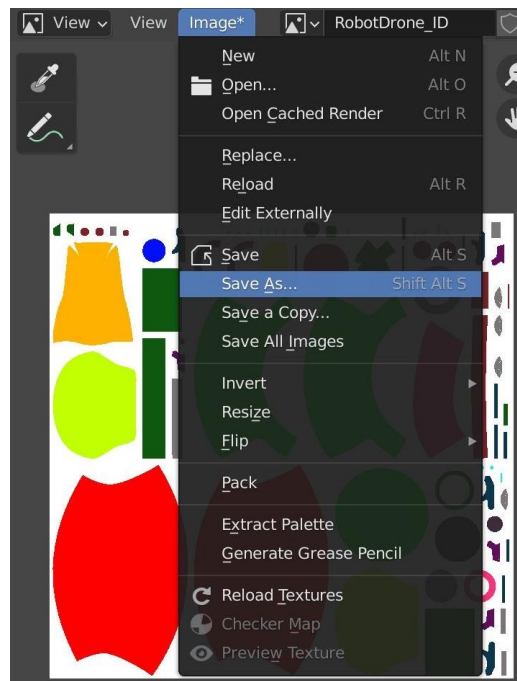 View View Image* RobotDrone_ID
New Alt N
Open... Alt O
Open Cached Render Ctrl R
Replace...
Reload Alt R
Edit Externally
Save Alt S
Save As... Shift Alt S
Save a Copy...
Save All Images
Invert
Resize
Flip
Pack
Extract Palette
Generate Grease Pencil
Reload Textures
Checker Map
Preview Texture